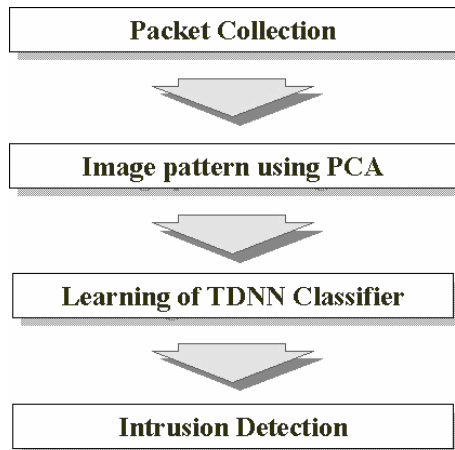 Packet Collection
Image pattern using PCA
Learning of TDNN Classifier
Intrusion Detection